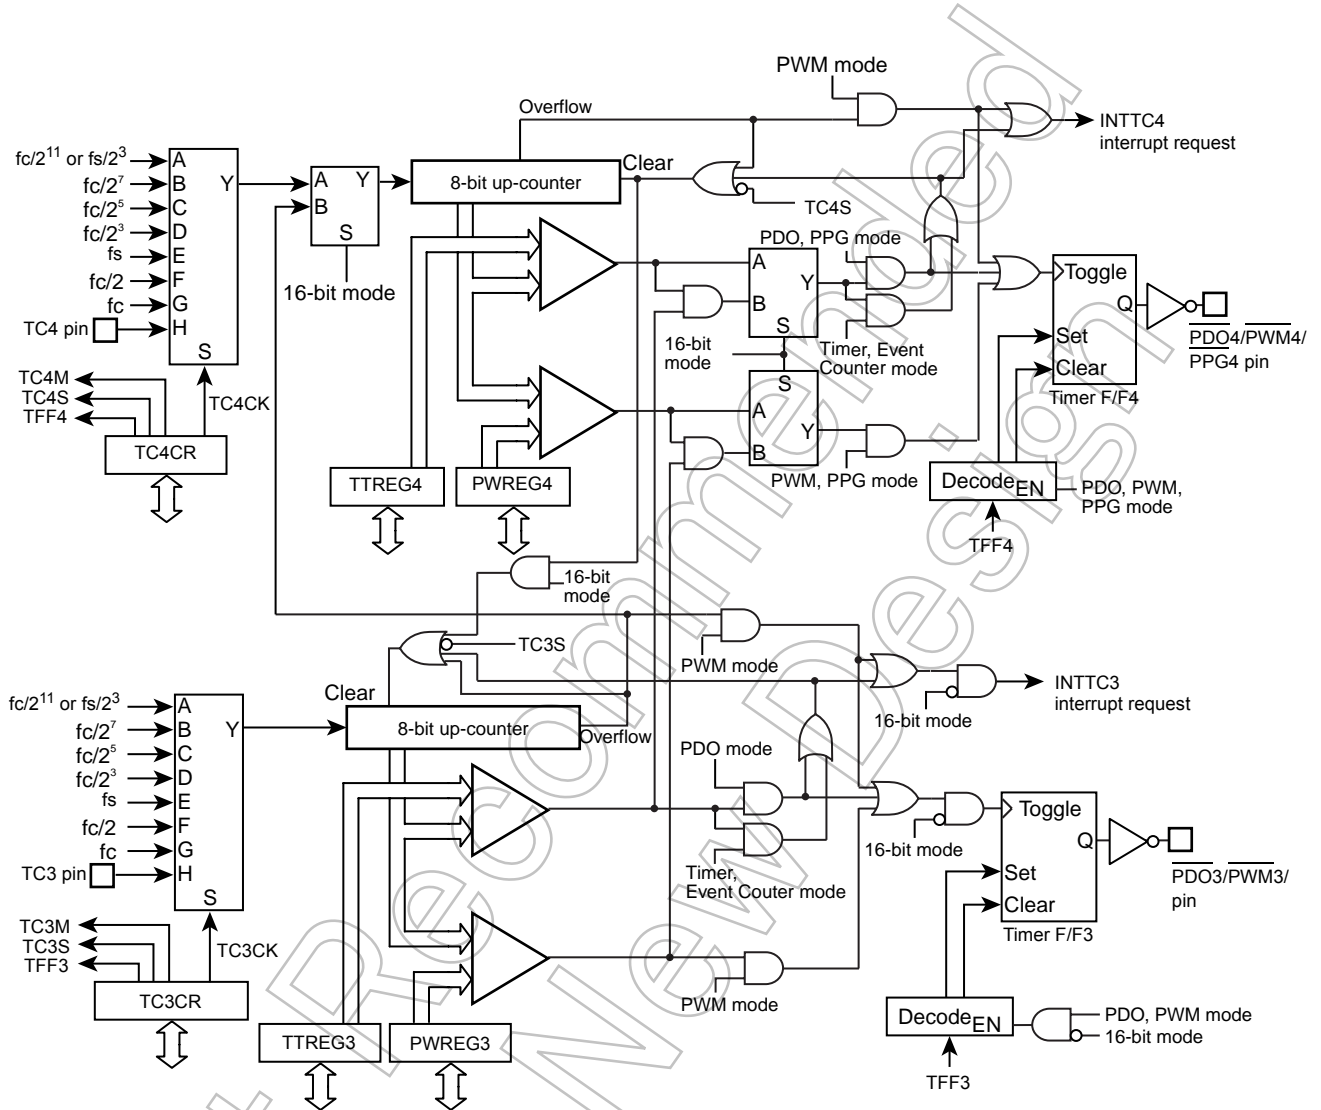 PWM mode
Overflow
INTTC4
interrupt request
fc/2¹¹ or fs/2³
A
fc/2⁷
B
Y
fc/2⁵
C
fc/2³
D
fs
E
fc/2
F
fc
G
TC4 pin
H
S
A
Y
B
S
16-bit mode
8-bit up-counter
Clear
TC4S
TC4M
TC4S
TFF4
TC4CK
TC4CR
TTREG4
PWREG4
PDO, PPG mode
A
Y
B
S
16-bit
mode
Timer, Event
Counter mode
S
A
Y
B
PWM, PPG mode
Toggle
Q
Set
Clear
Timer F/F4
PDO4/PWM4/
PPG4 pin
Decode EN
PDO, PWM,
PPG mode
TFF4
16-bit
mode
TC3S
PWM mode
16-bit mode
INTTC3
interrupt request
Clear
8-bit up-counter
Overflow
fc/2¹¹ or fs/2³
A
fc/2⁷
B
Y
fc/2⁵
C
fc/2³
D
fs
E
fc/2
F
fc
G
TC3 pin
H
S
TC3M
TC3S
TFF3
TC3CK
TC3CR
TTREG3
PWREG3
PDO mode
Timer,
Event Couter mode
PWM mode
16-bit mode
Toggle
Q
Set
Clear
Timer F/F3
PDO3/PWM3/
pin
Decode EN
PDO, PWM mode
16-bit mode
TFF3
t Recommended
New Design